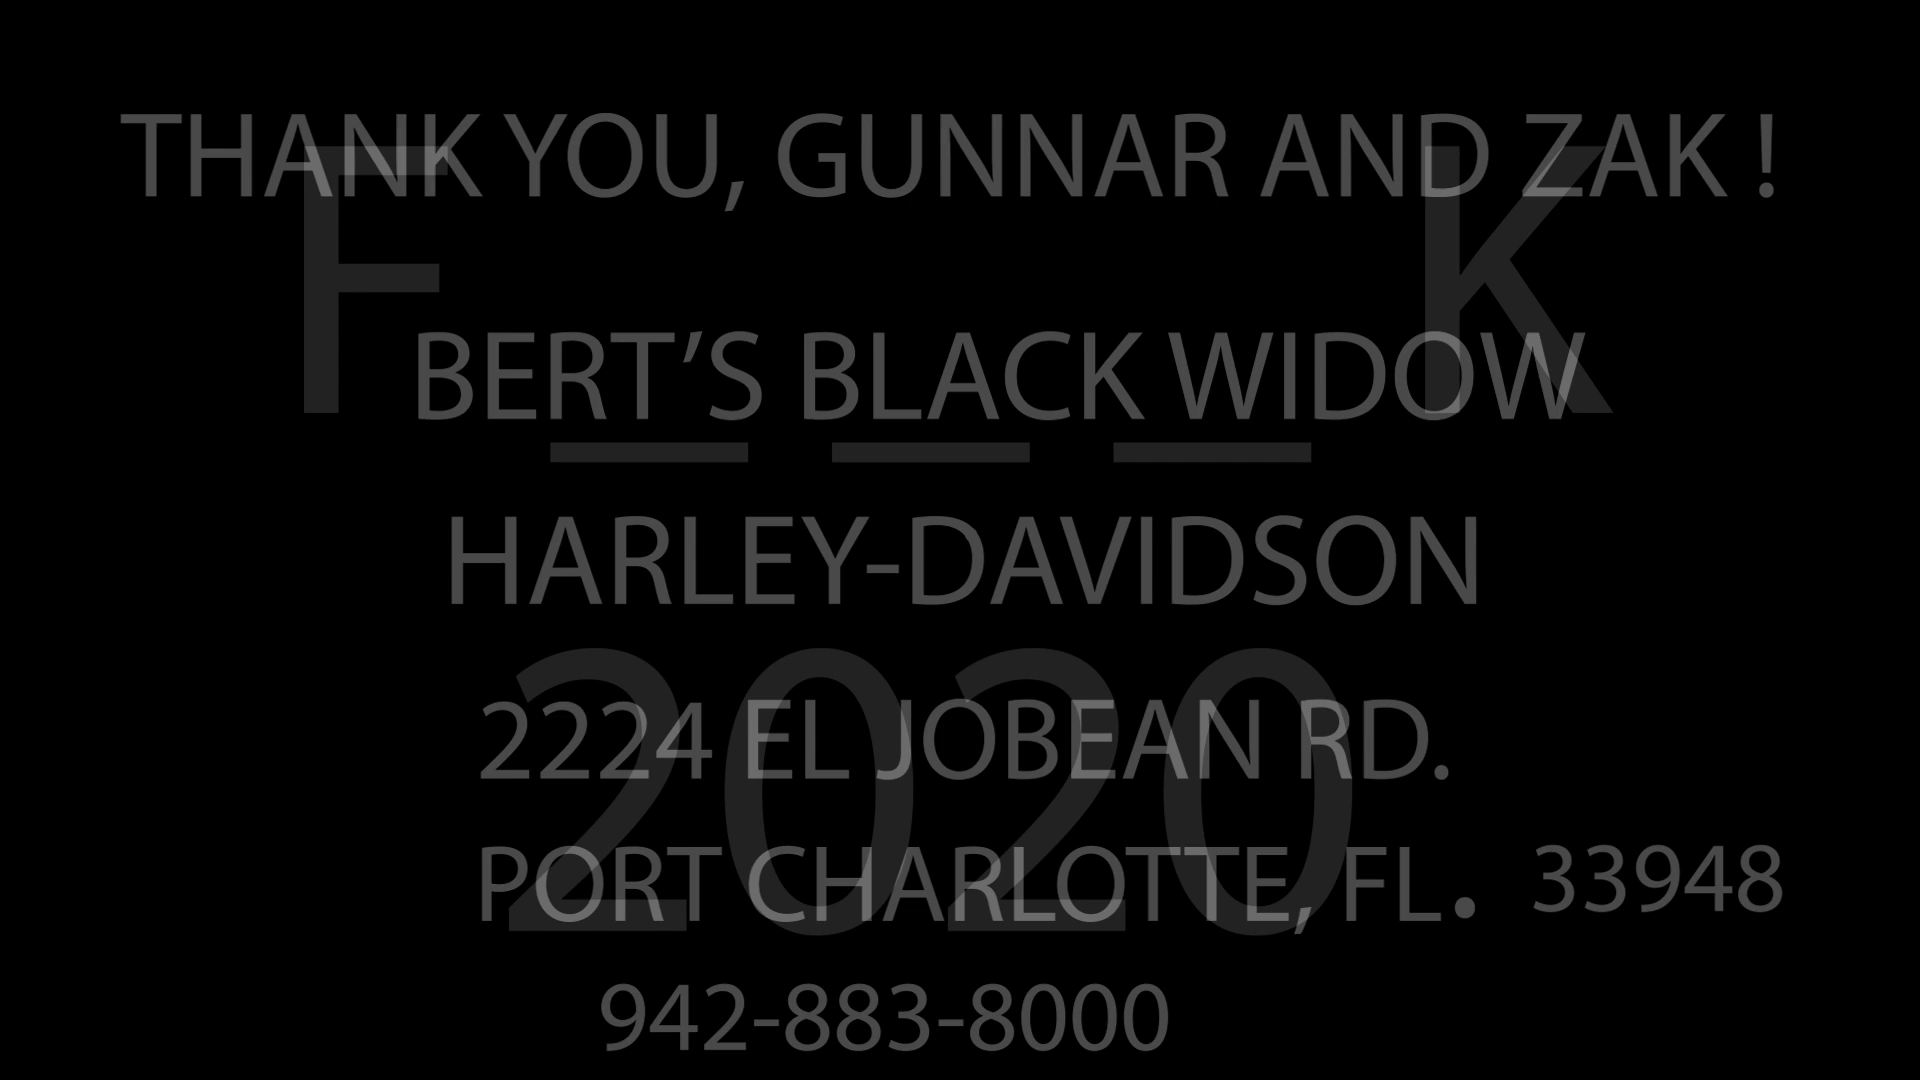 THANK YOU, GUNNAR AND ZAK !
F _ _ _ K
BERT'S BLACK WIDOW
HARLEY-DAVIDSON
2020
2224 EL JOBEAN RD.
PORT CHARLOTTE, FL. 33948
942-883-8000